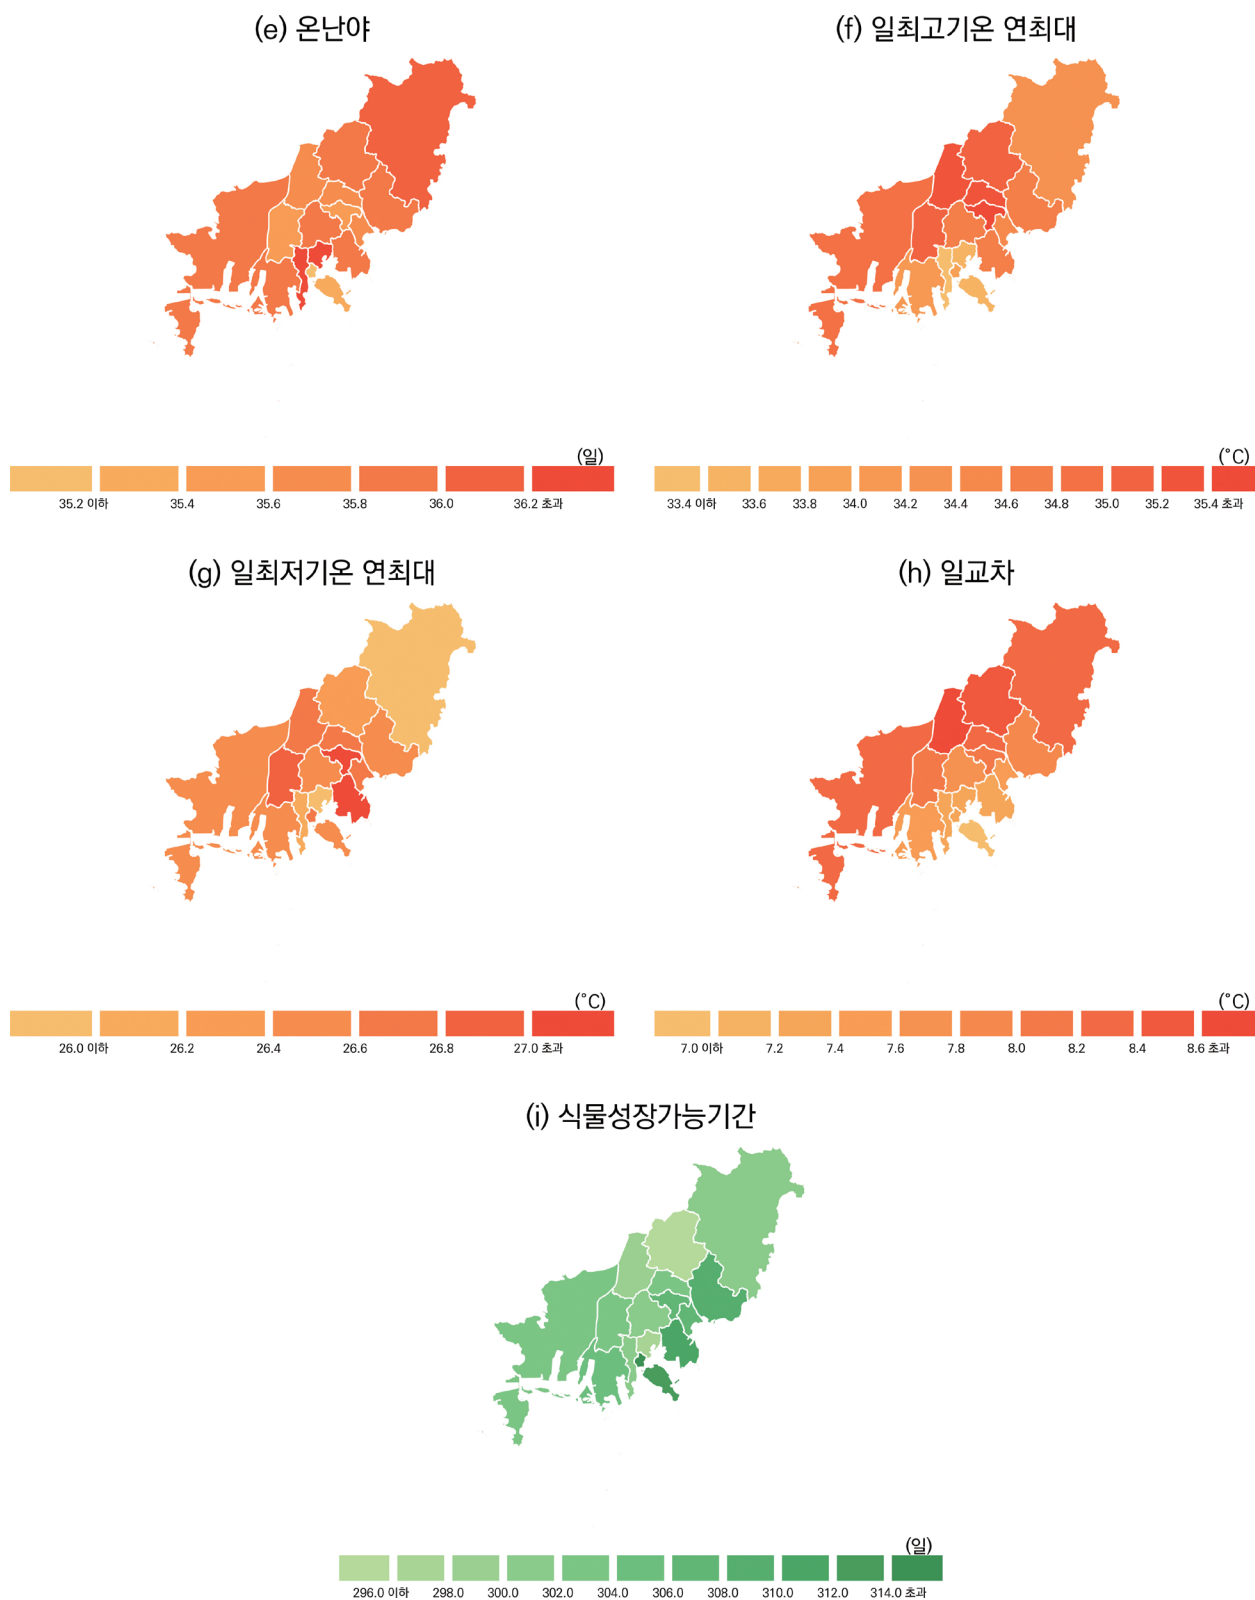 (e) 온난야
(f) 일최고기온 연최대
(일)
35.2 이하 35.4 35.6 35.8 36.0 36.2 초과
(°C)
33.4 이하 33.6 33.8 34.0 34.2 34.4 34.6 34.8 35.0 35.2 35.4 초과
(g) 일최저기온 연최대
(h) 일교차
(°C)
26.0 이하 26.2 26.4 26.6 26.8 27.0 초과
(°C)
7.0 이하 7.2 7.4 7.6 7.8 8.0 8.2 8.4 8.6 초과
(i) 식물성장가능기간
(일)
296.0 이하 298.0 300.0 302.0 304.0 306.0 308.0 310.0 312.0 314.0 초과